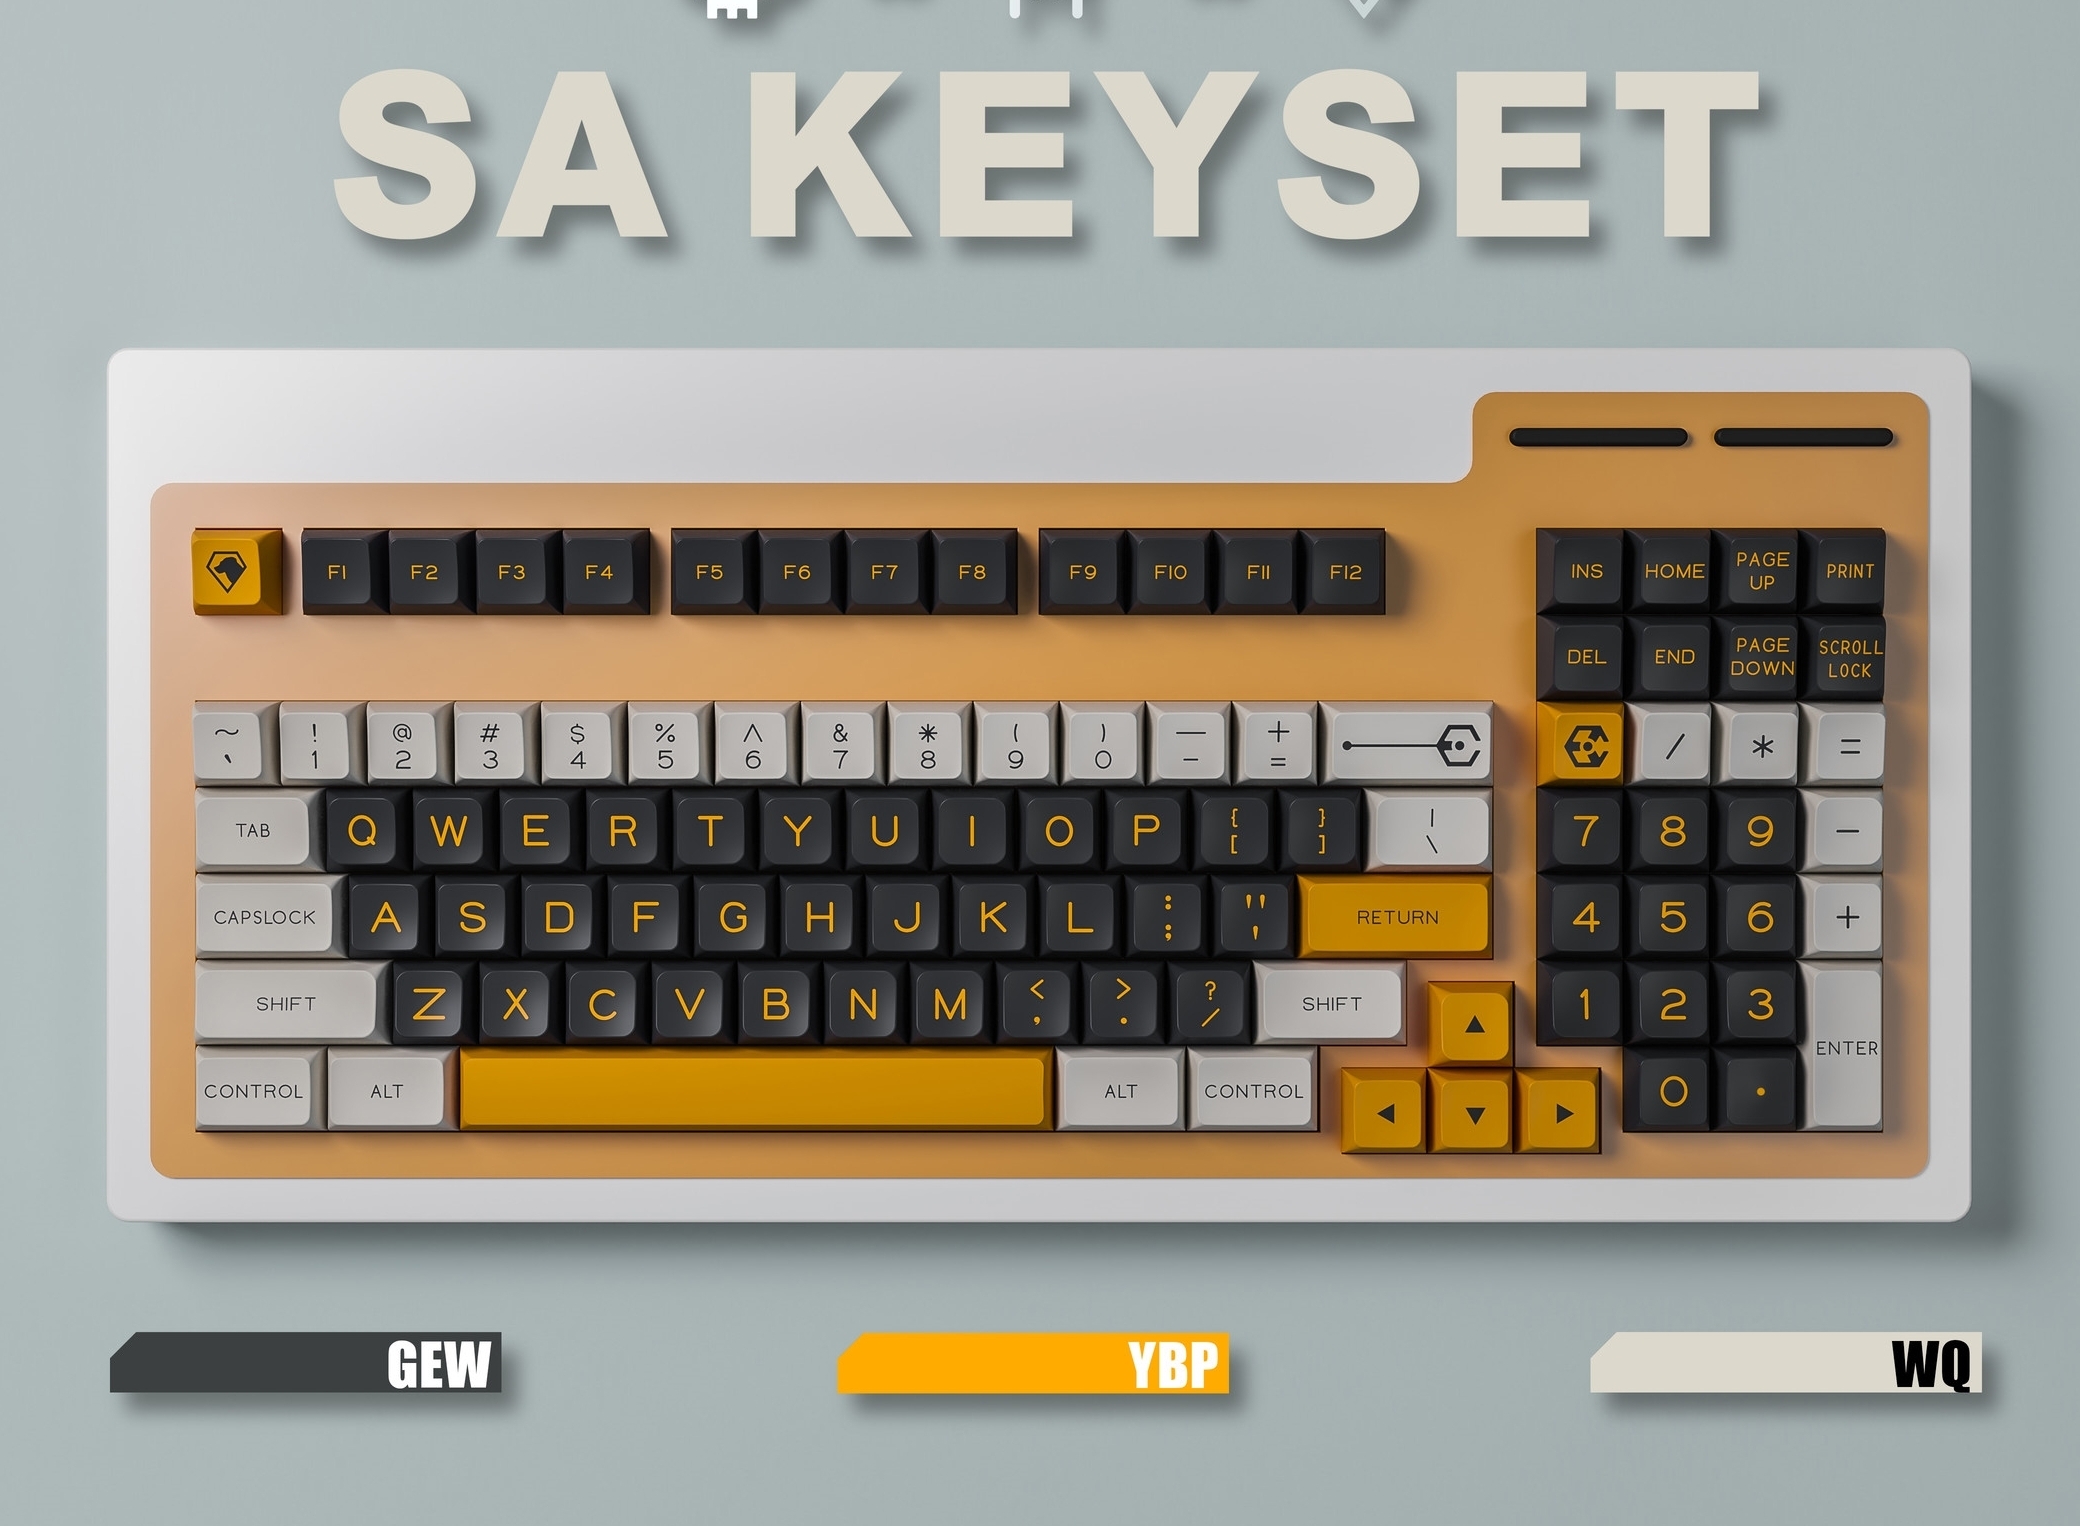 SA KEYSET
F1 F2 F3 F4 F5 F6 F7 F8 F9 F10 F11 F12 INS HOME PAGE UP PRINT
DEL END PAGE DOWN SCROLL LOCK
~ ! @ # $ % ^ & * ( ) — +
` 1 2 3 4 5 6 7 8 9 0 - = / * =
TAB Q W E R T Y U I O P { [ } ] | \ 7 8 9 −
CAPSLOCK A S D F G H J K L : ; " ' RETURN 4 5 6 +
SHIFT Z X C V B N M < , > . ? / SHIFT ▲ 1 2 3 ENTER
CONTROL ALT ALT CONTROL ◀ ▼ ▶ 0 .
GEW YBP WQ